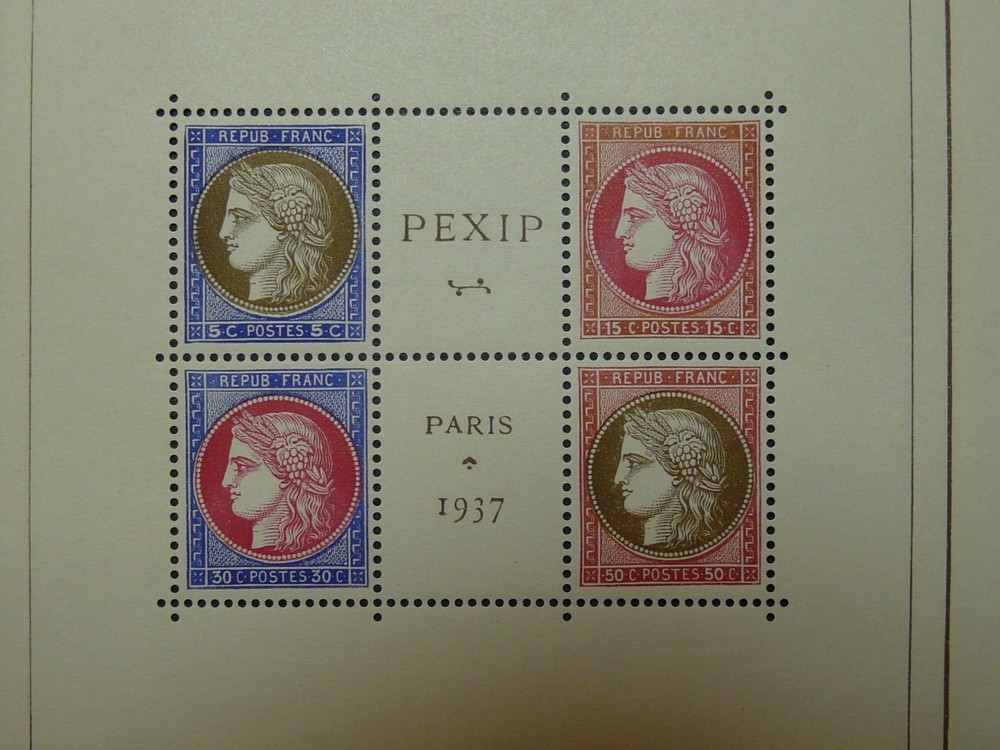 REPUB·FRANC·
5·C·POSTES·5·C
PEXIP
REPUB·FRANC·
15·C·POSTES·15·C
REPUB·FRANC·
30·C·POSTES·30·C
PARIS
1937
REPUB·FRANC·
50·C·POSTES·50·C